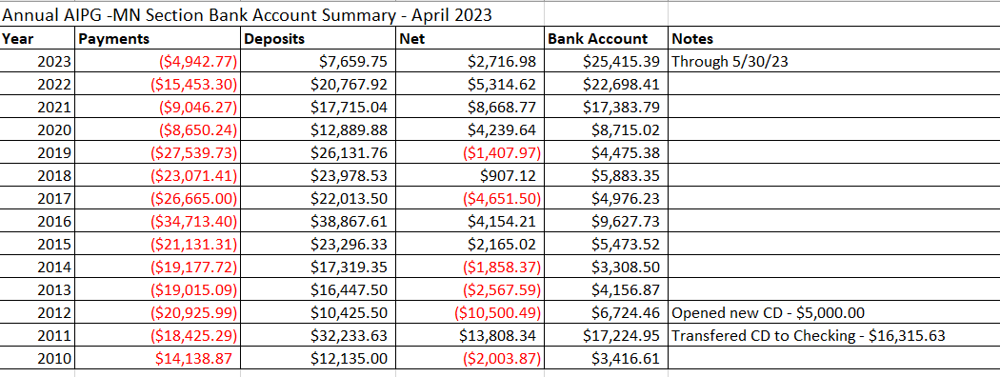 Annual AIPG -MN Section Bank Account Summary - April 2023
Year Payments Deposits Net Bank Account Notes
2023 ($4,942.77) $7,659.75 $2,716.98 $25,415.39 Through 5/30/23
2022 ($15,453.30) $20,767.92 $5,314.62 $22,698.41
2021 ($9,046.27) $17,715.04 $8,668.77 $17,383.79
2020 ($8,650.24) $12,889.88 $4,239.64 $8,715.02
2019 ($27,539.73) $26,131.76 ($1,407.97) $4,475.38
2018 ($23,071.41) $23,978.53 $907.12 $5,883.35
2017 ($26,665.00) $22,013.50 ($4,651.50) $4,976.23
2016 ($34,713.40) $38,867.61 $4,154.21 $9,627.73
2015 ($21,131.31) $23,296.33 $2,165.02 $5,473.52
2014 ($19,177.72) $17,319.35 ($1,858.37) $3,308.50
2013 ($19,015.09) $16,447.50 ($2,567.59) $4,156.87
2012 ($20,925.99) $10,425.50 ($10,500.49) $6,724.46 Opened new CD - $5,000.00
2011 ($18,425.29) $32,233.63 $13,808.34 $17,224.95 Transfered CD to Checking - $16,315.63
2010 $14,138.87 $12,135.00 ($2,003.87) $3,416.61